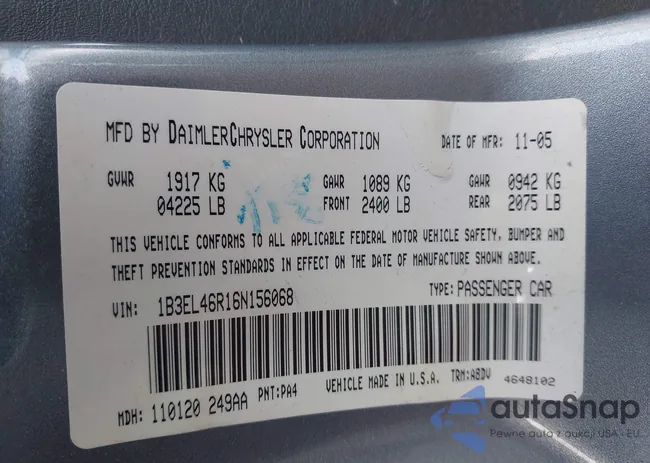 MFD BY DAIMLERCHRYSLER CORPORATION DATE OF MFR: 11-05
GVWR 1917 KG GAWR 1089 KG GAWR 0942 KG
04225 LB FRONT 2400 LB REAR 2075 LB
THIS VEHICLE CONFORMS TO ALL APPLICABLE FEDERAL MOTOR VEHICLE SAFETY, BUMPER AND
THEFT PREVENTION STANDARDS IN EFFECT ON THE DATE OF MANUFACTURE SHOWN ABOVE.
VIN: 1B3EL46R16N156068 TYPE: PASSENGER CAR
MDH: 110120 249AA PNT: PA4 VEHICLE MADE IN U.S.A. TRM: A8DV 4648102
autaSnap
Pewne auta z aukcji USA - EU